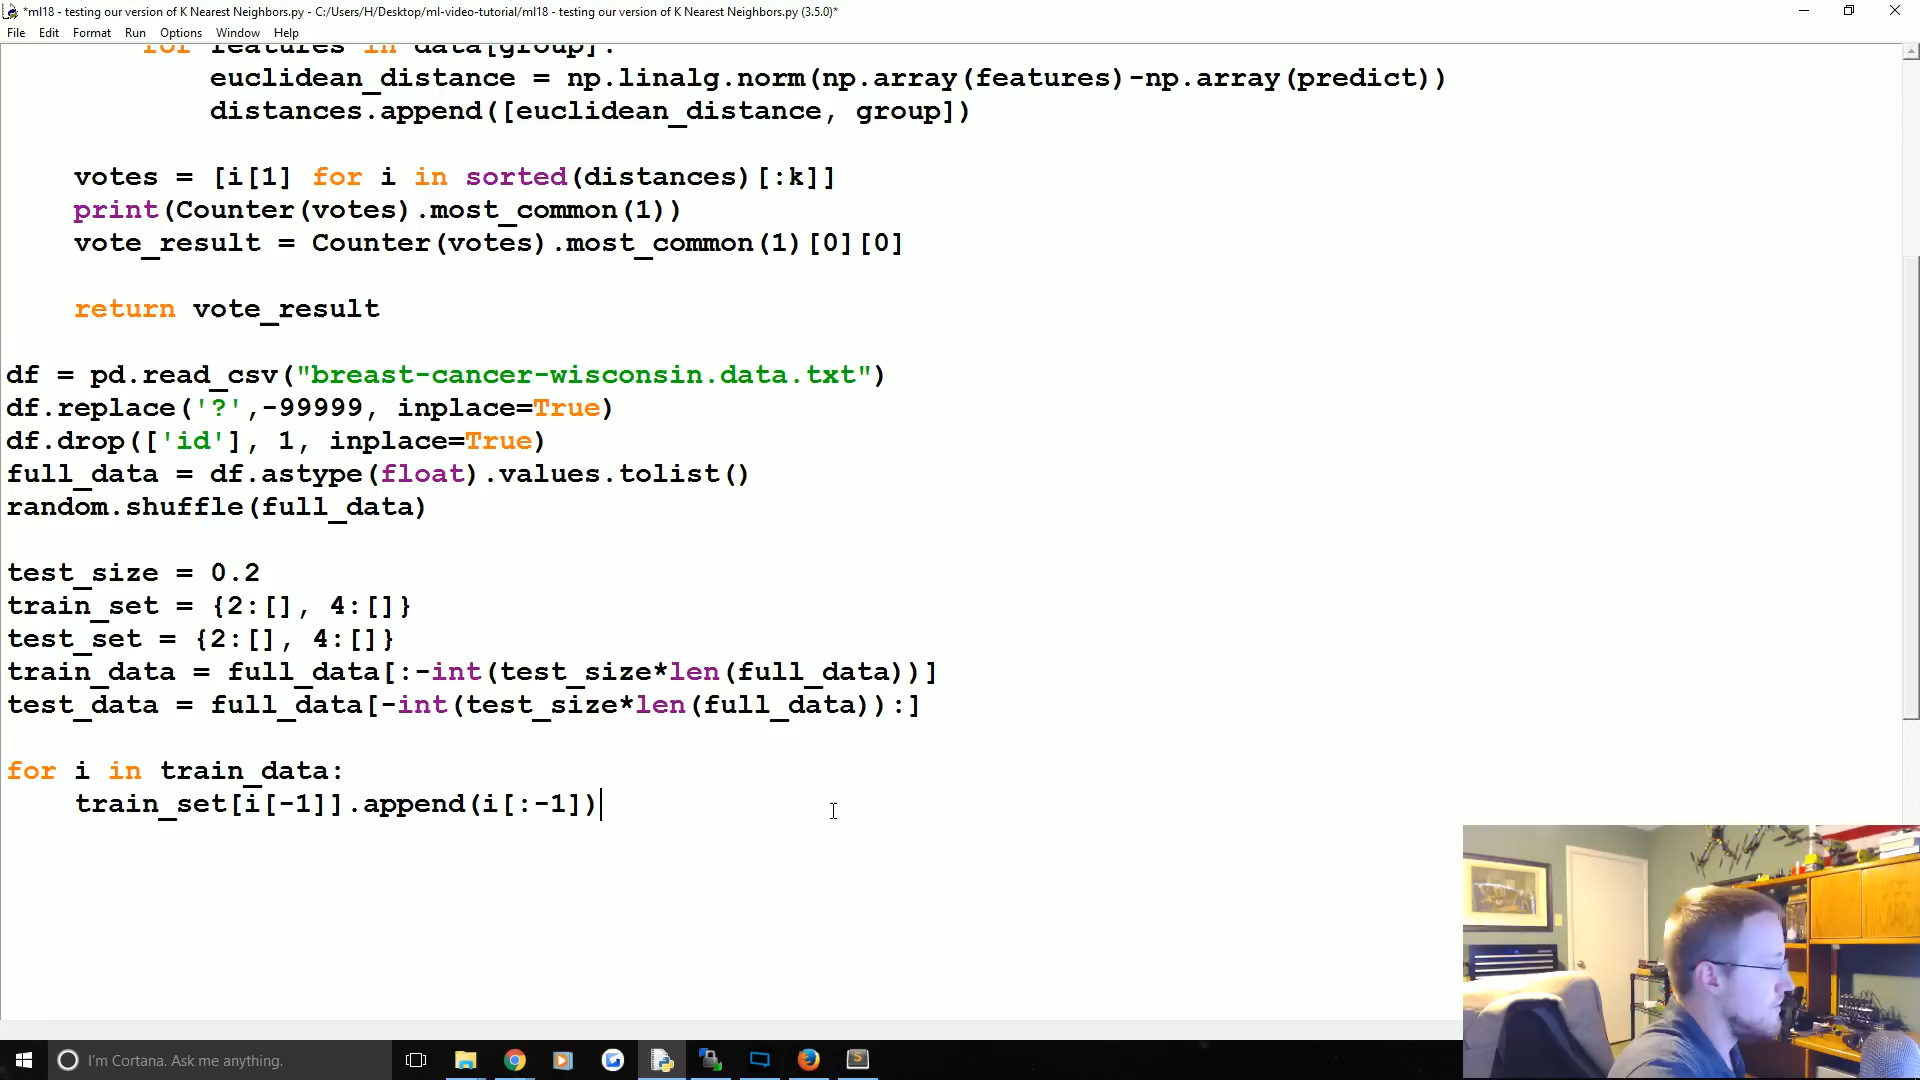 *ml18 - testing our version of K Nearest Neighbors.py - C:/Users/H/Desktop/ml-video-tutorial/ml18 - testing our version of K Nearest Neighbors.py (3.5.0)*
File Edit Format Run Options Window Help
for features in data[group]:
euclidean_distance = np.linalg.norm(np.array(features)-np.array(predict))
distances.append([euclidean_distance, group])
votes = [i[1] for i in sorted(distances)[:k]]
print(Counter(votes).most_common(1))
vote_result = Counter(votes).most_common(1)[0][0]
return vote_result
df = pd.read_csv("breast-cancer-wisconsin.data.txt")
df.replace('?',-99999, inplace=True)
df.drop(['id'], 1, inplace=True)
full_data = df.astype(float).values.tolist()
random.shuffle(full_data)
test_size = 0.2
train_set = {2:[], 4:[]}
test_set = {2:[], 4:[]}
train_data = full_data[:-int(test_size*len(full_data))]
test_data = full_data[-int(test_size*len(full_data)):]
for i in train_data:
train_set[i[-1]].append(i[:-1])
I'm Cortana. Ask me anything.